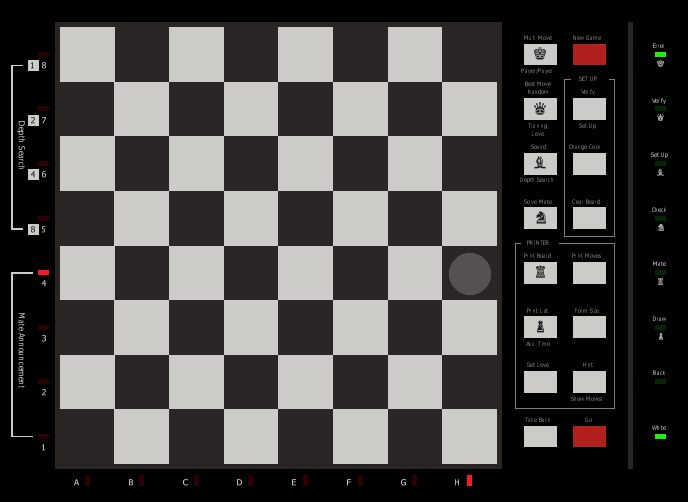 Mult Move
New Game
Error
1 8
Player/Player
SET UP
Best Move
Random
Verify
2 7
Training
Level
Set Up
Verify
Depth Search
Sound
Change Color
Set Up
4 6
Depth Search
Solve Mate
Clear Board
Check
8 5
PRINTER
Print Board
Print Moves
Mate
4
Mate Announcement
Print List
Form Size
Draw
3
Acc. Time
Set Level
Hint
Back
2
Show Moves
Take Back
Go
White
1
A B C D E F G H